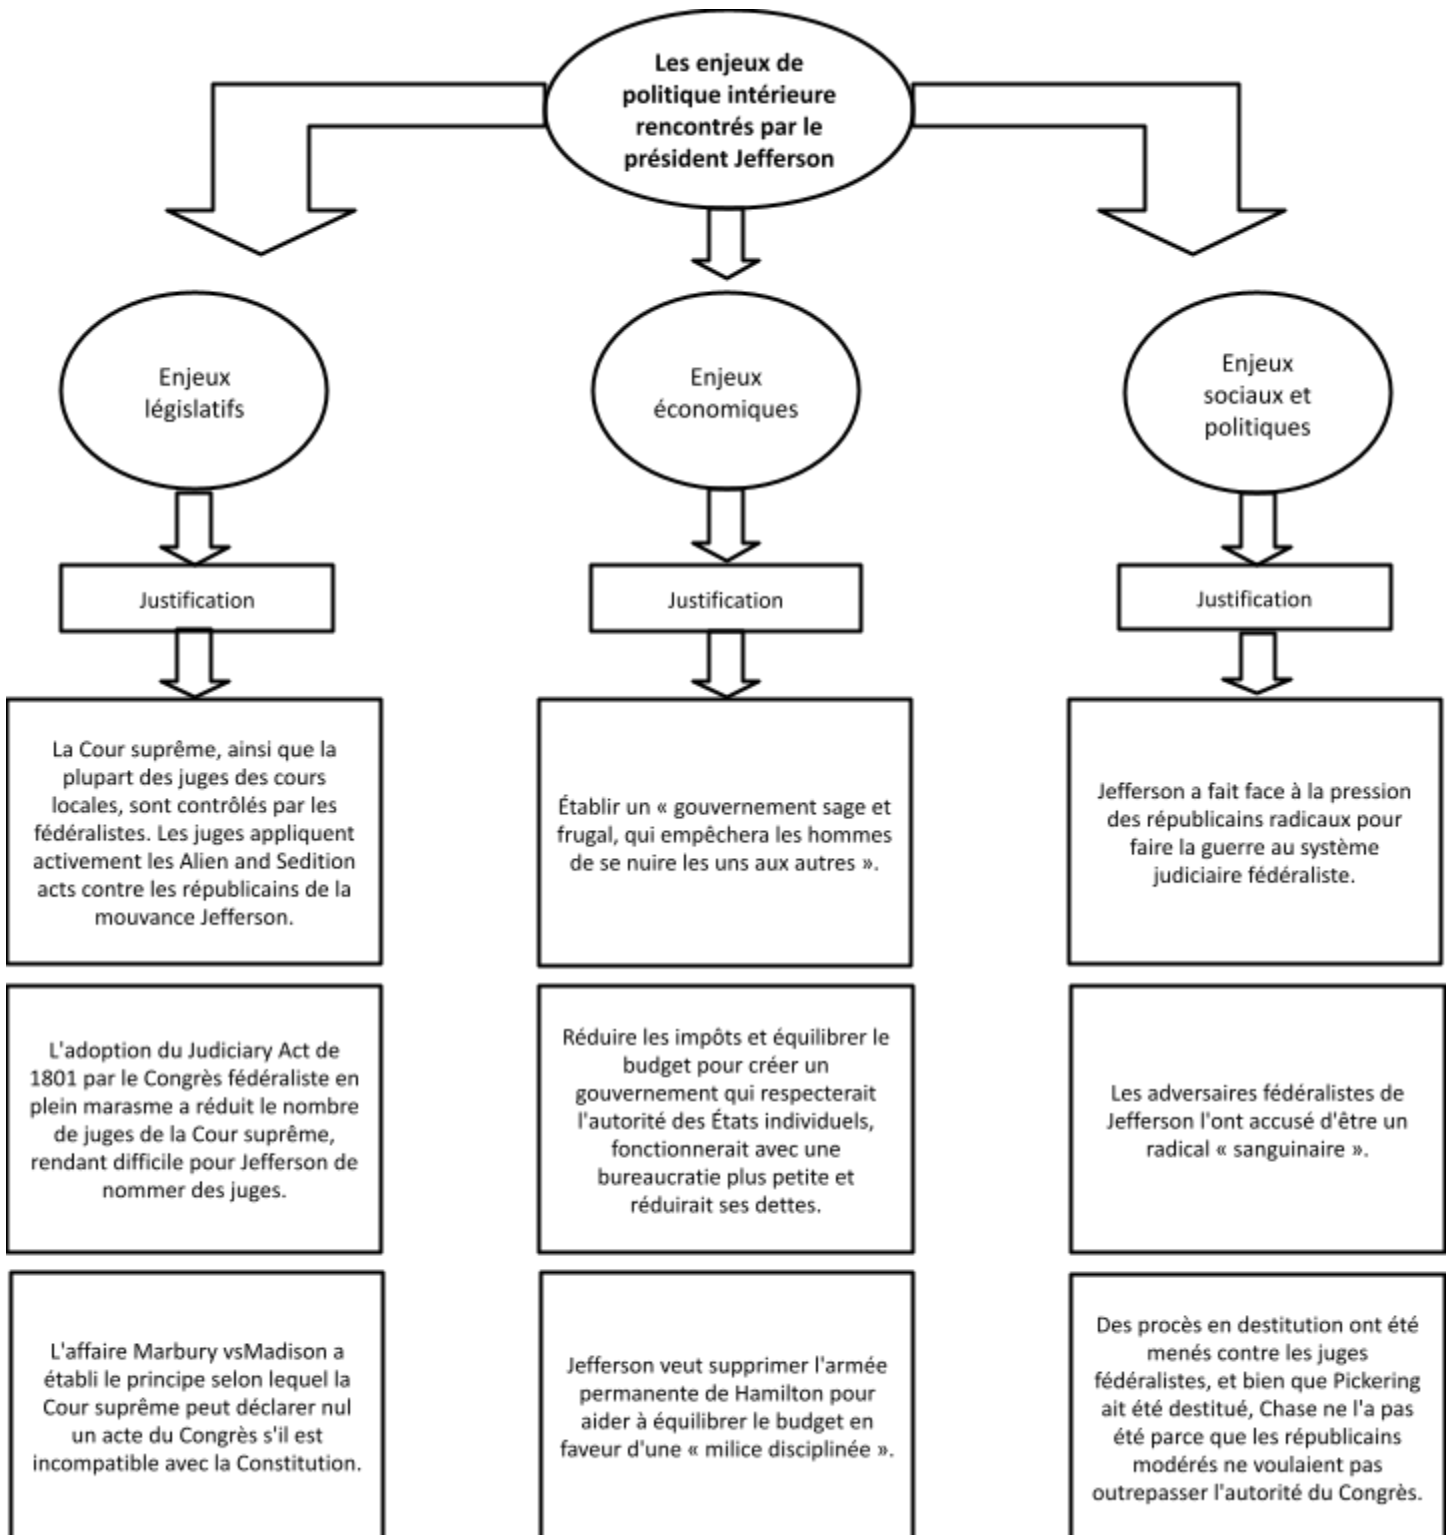 Les enjeux de
politique intérieure
rencontrés par le
président Jefferson
Enjeux
législatifs
Enjeux
économiques
Enjeux
sociaux et
politiques
Justification
Justification
Justification
La Cour suprême, ainsi que la
plupart des juges des cours
locales, sont contrôlés par les
fédéralistes. Les juges appliquent
activement les Alien and Sedition
acts contre les républicains de la
mouvance Jefferson.
Établir un « gouvernement sage et
frugal, qui empêchera les hommes
de se nuire les uns aux autres ».
Jefferson a fait face à la pression
des républicains radicaux pour
faire la guerre au système
judiciaire fédéraliste.
L'adoption du Judiciary Act de
1801 par le Congrès fédéraliste en
plein marasme a réduit le nombre
de juges de la Cour suprême,
rendant difficile pour Jefferson de
nommer des juges.
Réduire les impôts et équilibrer le
budget pour créer un
gouvernement qui respecterait
l'autorité des États individuels,
fonctionnerait avec une
bureaucratie plus petite et
réduirait ses dettes.
Les adversaires fédéralistes de
Jefferson l'ont accusé d'être un
radical « sanguinaire ».
L'affaire Marbury vsMadison a
établi le principe selon lequel la
Cour suprême peut déclarer nul
un acte du Congrès s'il est
incompatible avec la Constitution.
Jefferson veut supprimer l'armée
permanente de Hamilton pour
aider à équilibrer le budget en
faveur d'une « milice disciplinée ».
Des procès en destitution ont été
menés contre les juges
fédéralistes, et bien que Pickering
ait été destitué, Chase ne l'a pas
été parce que les républicains
modérés ne voulaient pas
outrepasser l'autorité du Congrès.